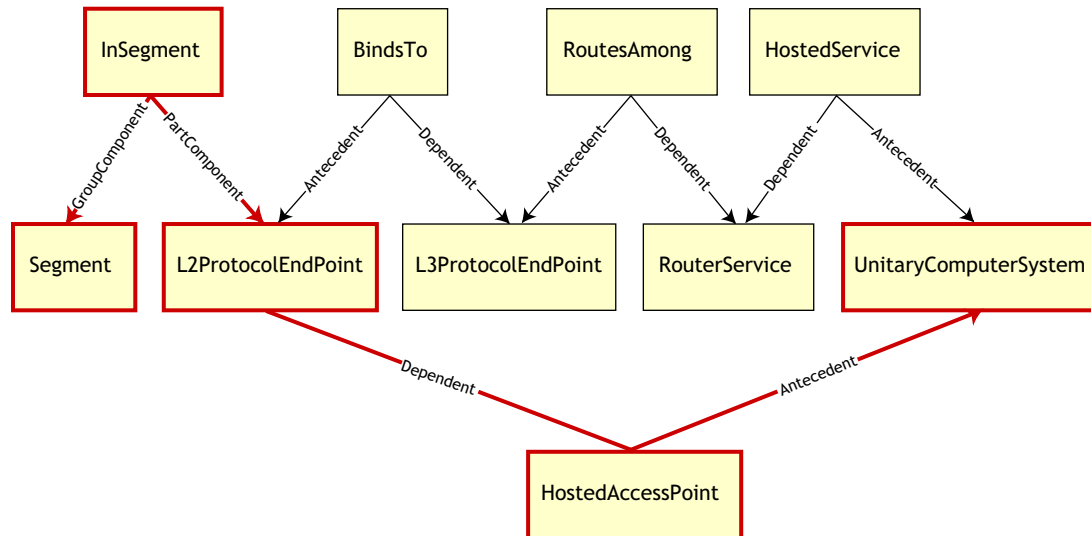 InSegment
BindsTo
RoutesAmong
HostedService
GroupComponent
PartComponent
Antecedent
Dependent
Antecedent
Dependent
Dependent
Antecedent
Segment
L2ProtocolEndPoint
L3ProtocolEndPoint
RouterService
UnitaryComputerSystem
Dependent
Antecedent
HostedAccessPoint